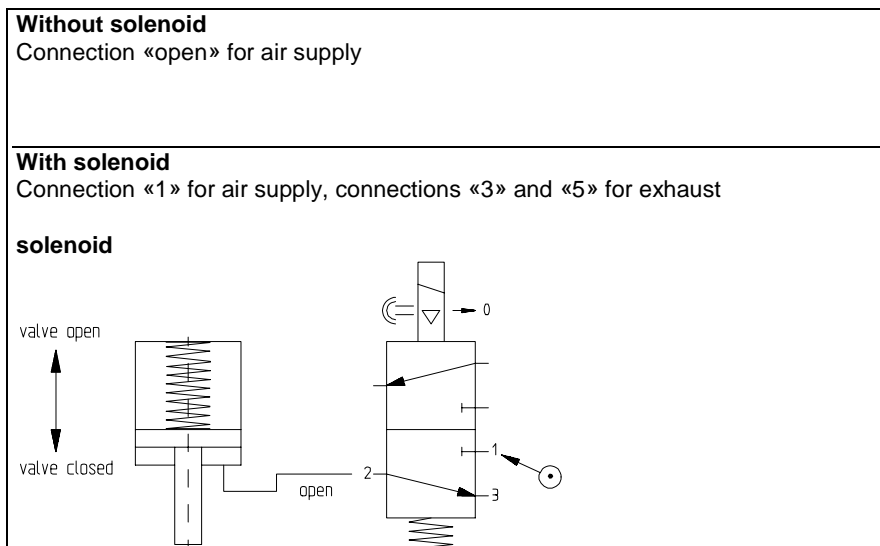 Without solenoid
Connection «open» for air supply
With solenoid
Connection «1» for air supply, connections «3» and «5» for exhaust
solenoid
0
valve open
1
valve closed
2
open
3